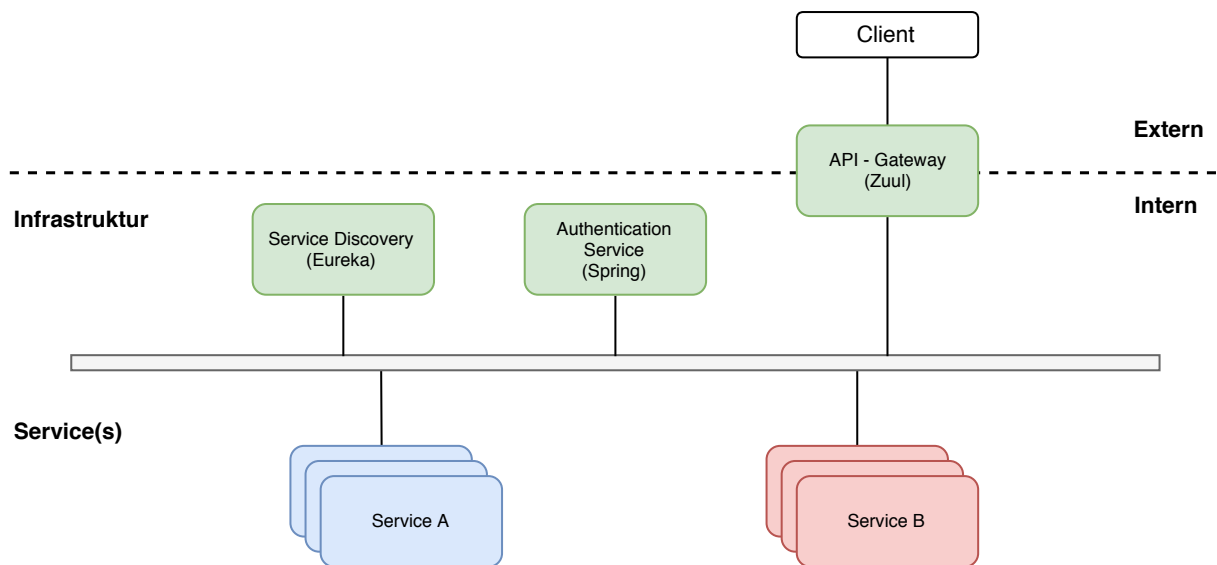 Client
Extern
API - Gateway
(Zuul)
Intern
Infrastruktur
Service Discovery
(Eureka)
Authentication
Service
(Spring)
Service(s)
Service A
Service B